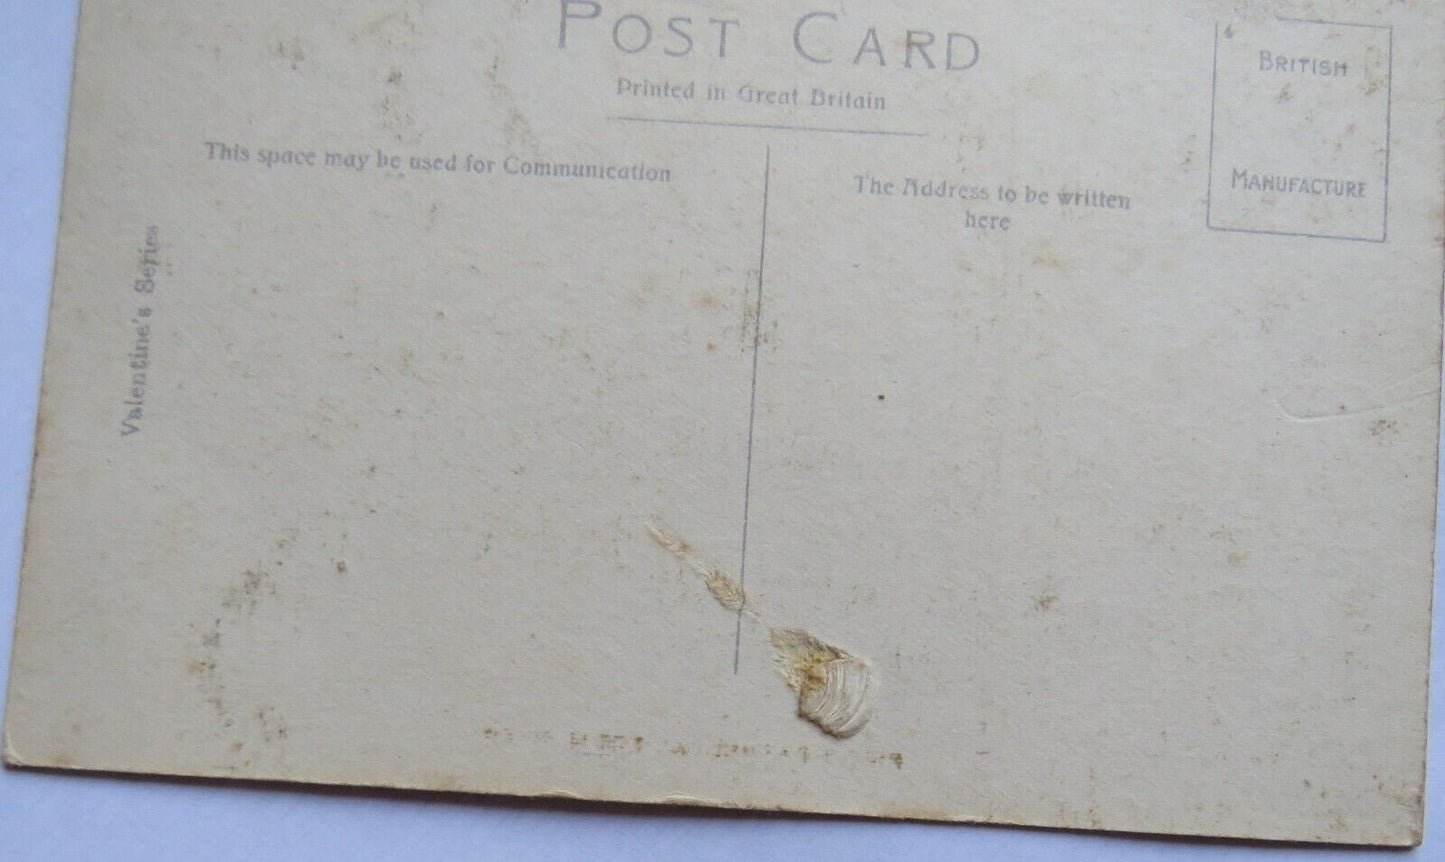 POST CARD
Printed in Great Britain
This space may be used for Communication
The Address to be written
here
BRITISH
MANUFACTURE
Valentine's Series